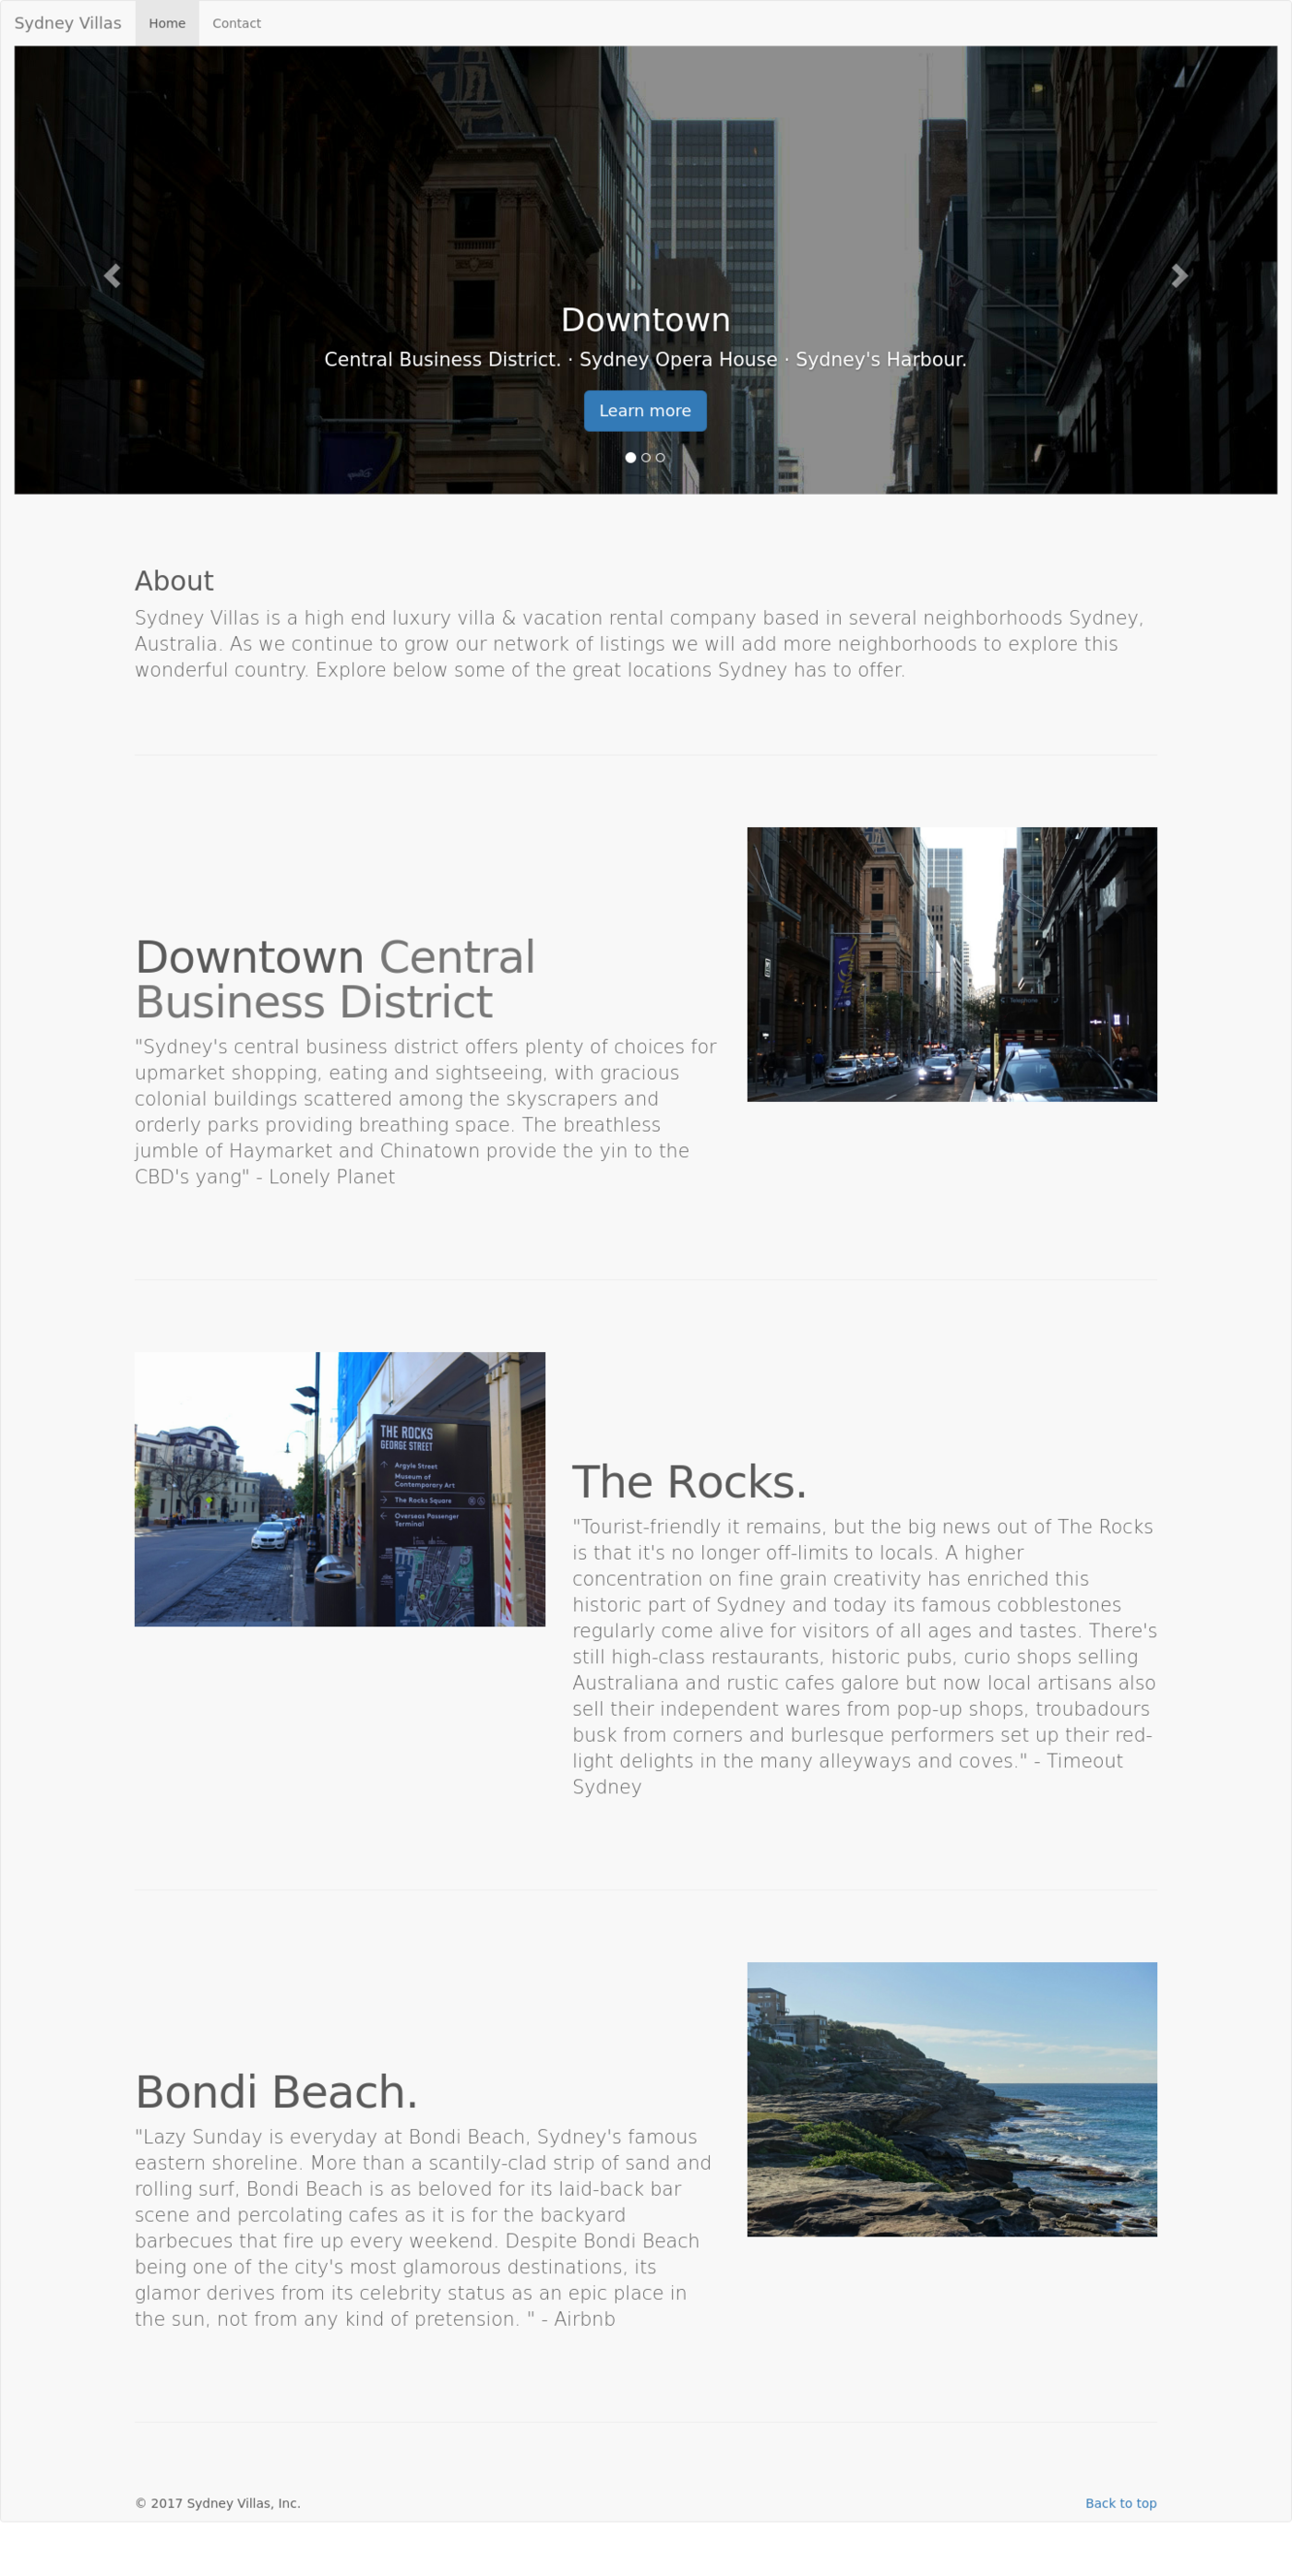 Sydney Villas Home Contact
Downtown
Central Business District. · Sydney Opera House · Sydney's Harbour.
Learn more
About
Sydney Villas is a high end luxury villa & vacation rental company based in several neighborhoods Sydney,
Australia. As we continue to grow our network of listings we will add more neighborhoods to explore this
wonderful country. Explore below some of the great locations Sydney has to offer.
Downtown Central
Business District
"Sydney's central business district offers plenty of choices for
upmarket shopping, eating and sightseeing, with gracious
colonial buildings scattered among the skyscrapers and
orderly parks providing breathing space. The breathless
jumble of Haymarket and Chinatown provide the yin to the
CBD's yang" - Lonely Planet
THE ROCKS
GEORGE STREET
Argyle Street
Museum of
Contemporary Art
The Rocks Square
Overseas Passenger
Terminal
The Rocks.
"Tourist-friendly it remains, but the big news out of The Rocks
is that it's no longer off-limits to locals. A higher
concentration on fine grain creativity has enriched this
historic part of Sydney and today its famous cobblestones
regularly come alive for visitors of all ages and tastes. There's
still high-class restaurants, historic pubs, curio shops selling
Australiana and rustic cafes galore but now local artisans also
sell their independent wares from pop-up shops, troubadours
busk from corners and burlesque performers set up their red-
light delights in the many alleyways and coves." - Timeout
Sydney
Bondi Beach.
"Lazy Sunday is everyday at Bondi Beach, Sydney's famous
eastern shoreline. More than a scantily-clad strip of sand and
rolling surf, Bondi Beach is as beloved for its laid-back bar
scene and percolating cafes as it is for the backyard
barbecues that fire up every weekend. Despite Bondi Beach
being one of the city's most glamorous destinations, its
glamor derives from its celebrity status as an epic place in
the sun, not from any kind of pretension. " - Airbnb
© 2017 Sydney Villas, Inc. Back to top